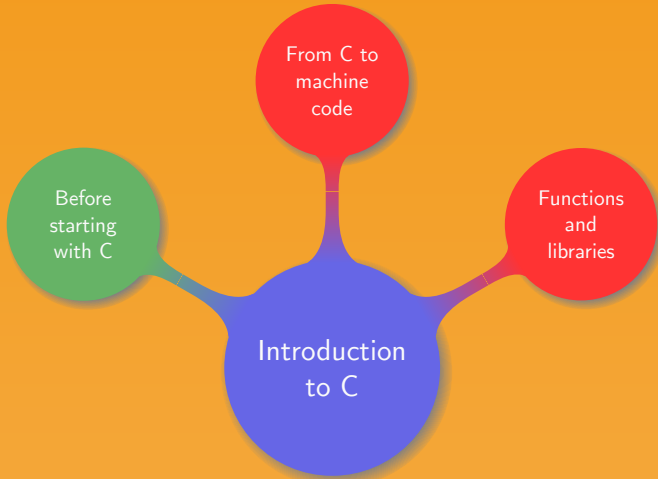 From C to
machine
code
Before
starting
with C
Functions
and
libraries
Introduction
to C